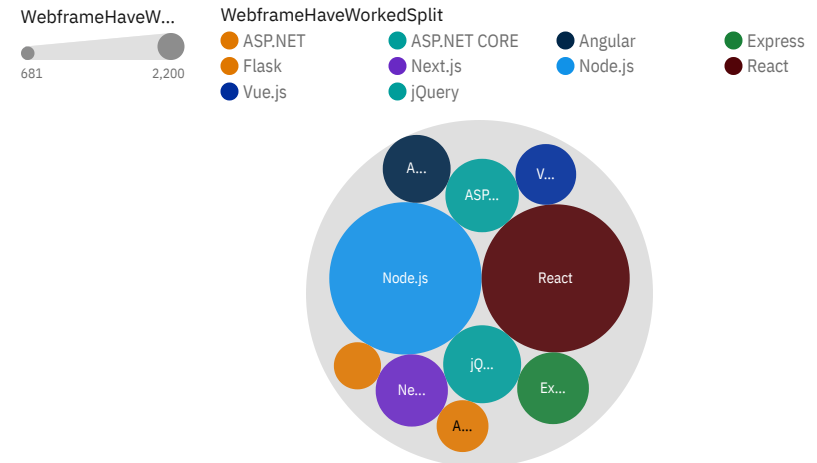 WebframeHaveW...
681
2,200
WebframeHaveWorkedSplit
ASP.NET
ASP.NET CORE
Angular
Express
Flask
Next.js
Node.js
React
Vue.js
jQuery
A...
ASP...
V...
Node.js
React
jQ...
Ne...
Ex...
A...